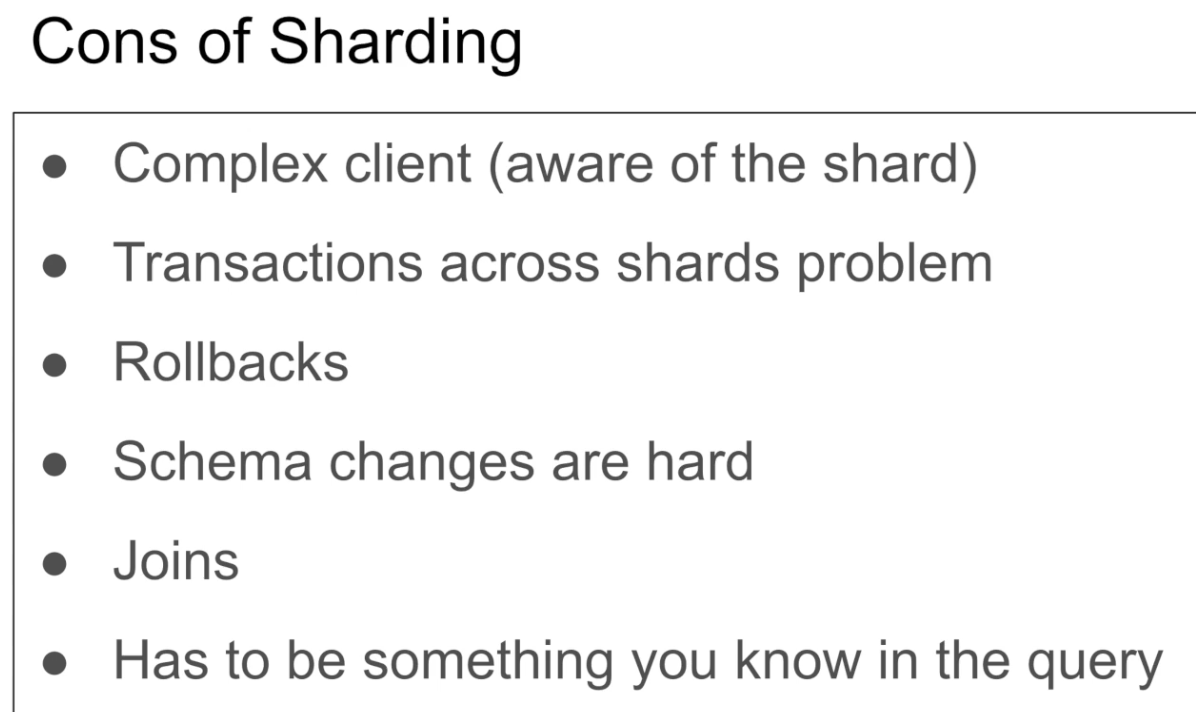 Cons of Sharding
● Complex client (aware of the shard)
● Transactions across shards problem
● Rollbacks
● Schema changes are hard
● Joins
● Has to be something you know in the query